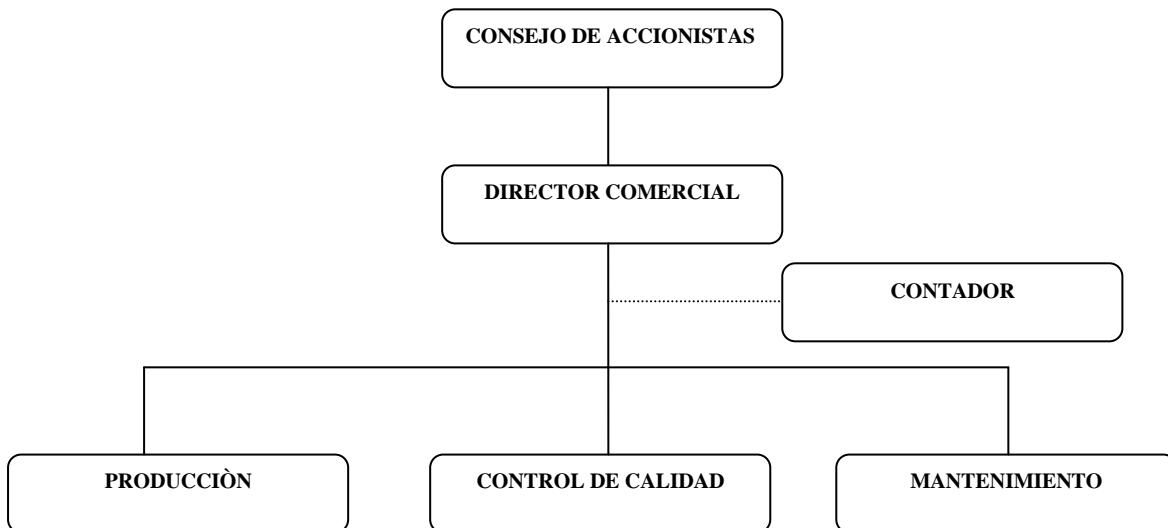 CONSEJO DE ACCIONISTAS
DIRECTOR COMERCIAL
CONTADOR
PRODUCCIÒN
CONTROL DE CALIDAD
MANTENIMIENTO